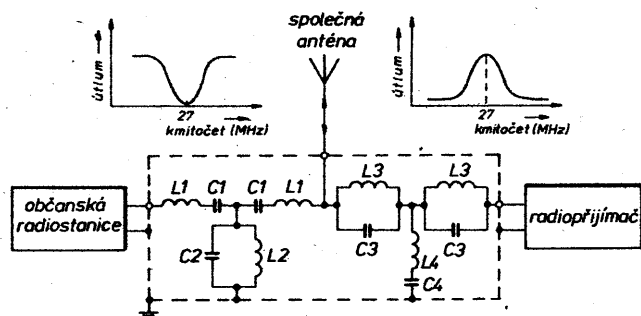 společná
anténa
útlum
27
kmitočet (MHz)
útlum
27
kmitočet (MHz)
občanská
radiostanice
L1
C1
C1
L1
C2
L2
L3
C3
L4
C4
L3
C3
radiopřijímač